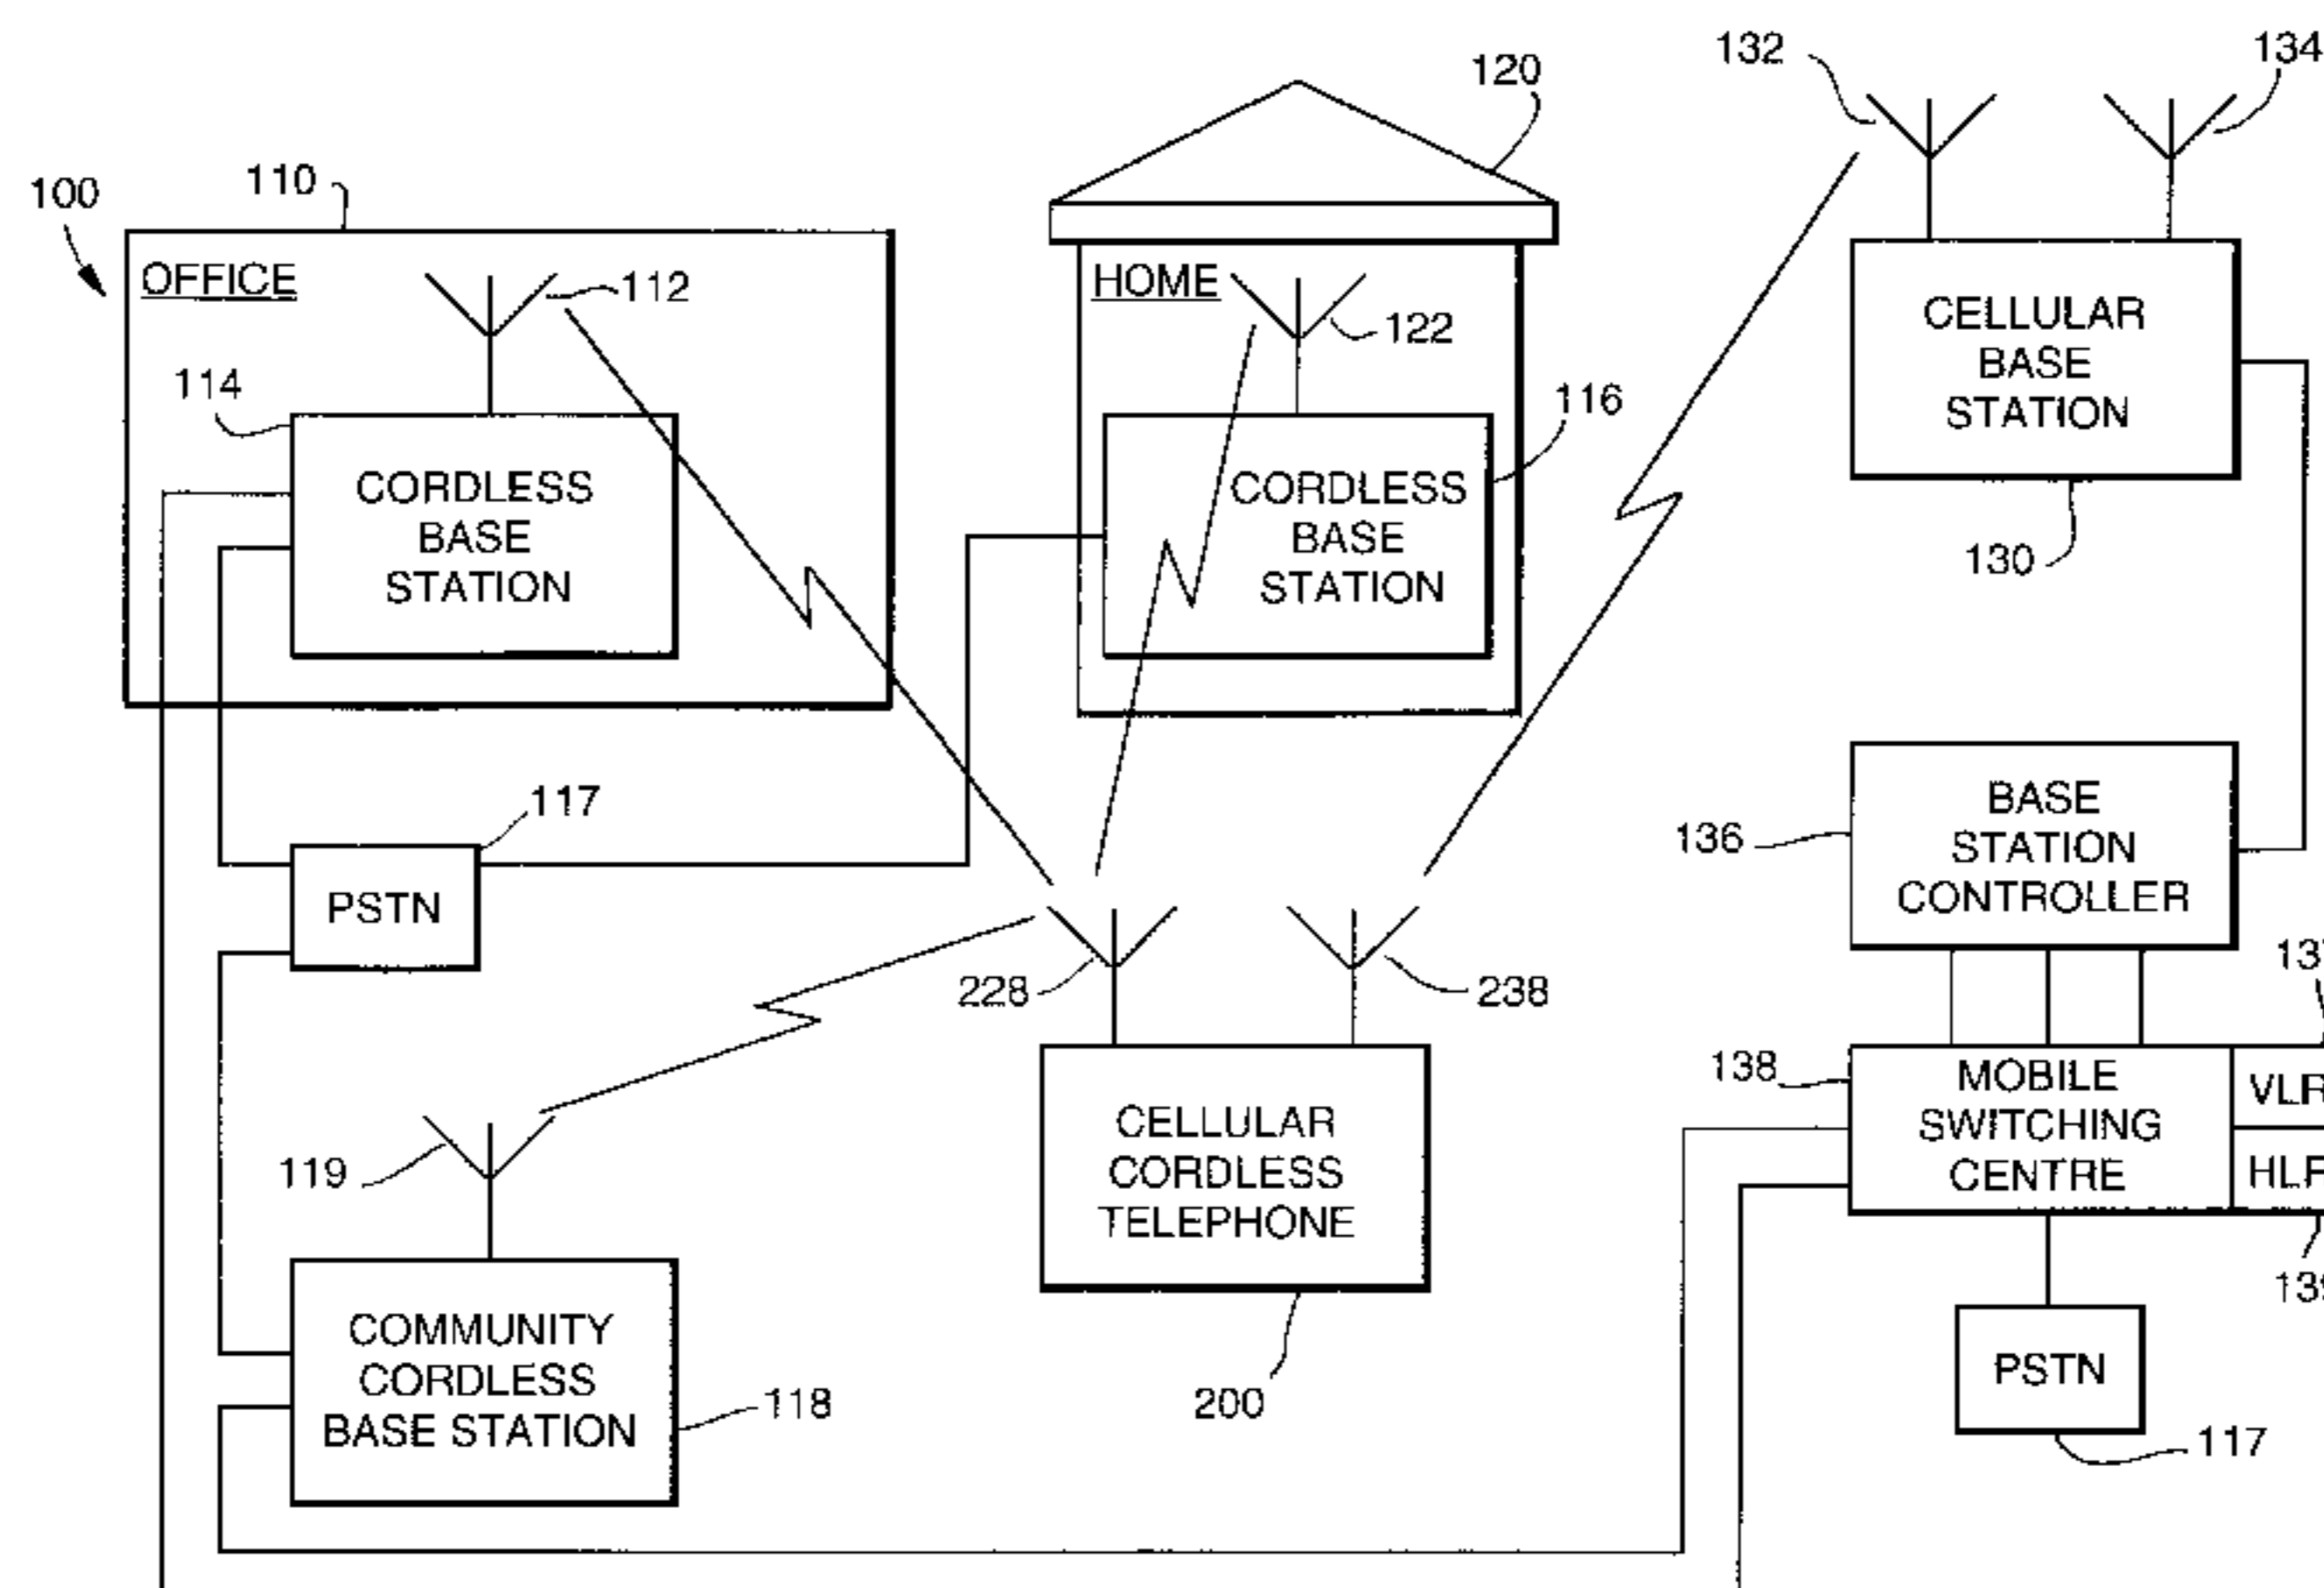 100
110
OFFICE
112
114
CORDLESS
BASE
STATION
120
HOME
122
116
CORDLESS
BASE
STATION
132
134
CELLULAR
BASE
STATION
130
117
PSTN
136
BASE
STATION
CONTROLLER
228
238
119
CELLULAR
CORDLESS
TELEPHONE
200
COMMUNITY
CORDLESS
BASE STATION
118
138
MOBILE
SWITCHING
CENTRE
VLR
PSTN
117